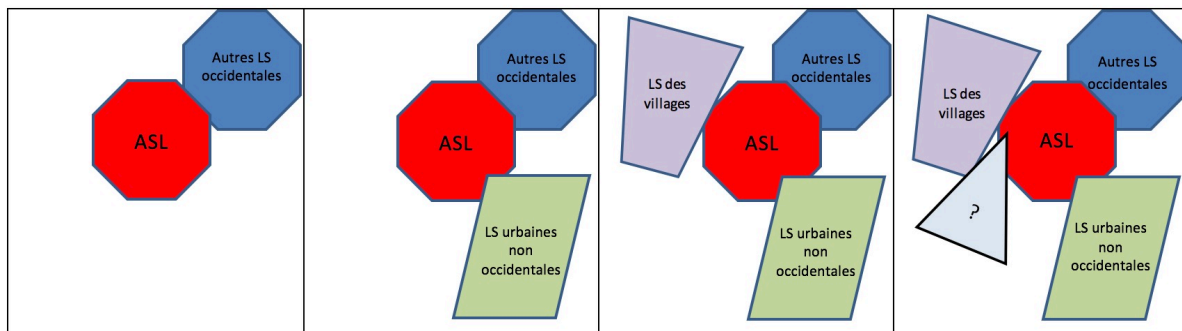 Autres LS
occidentales
ASL
Autres LS
occidentales
ASL
LS urbaines
non
occidentales
LS des
villages
Autres LS
occidentales
ASL
LS urbaines
non
occidentales
LS des
villages
Autres LS
occidentales
ASL
?
LS urbaines
non
occidentales